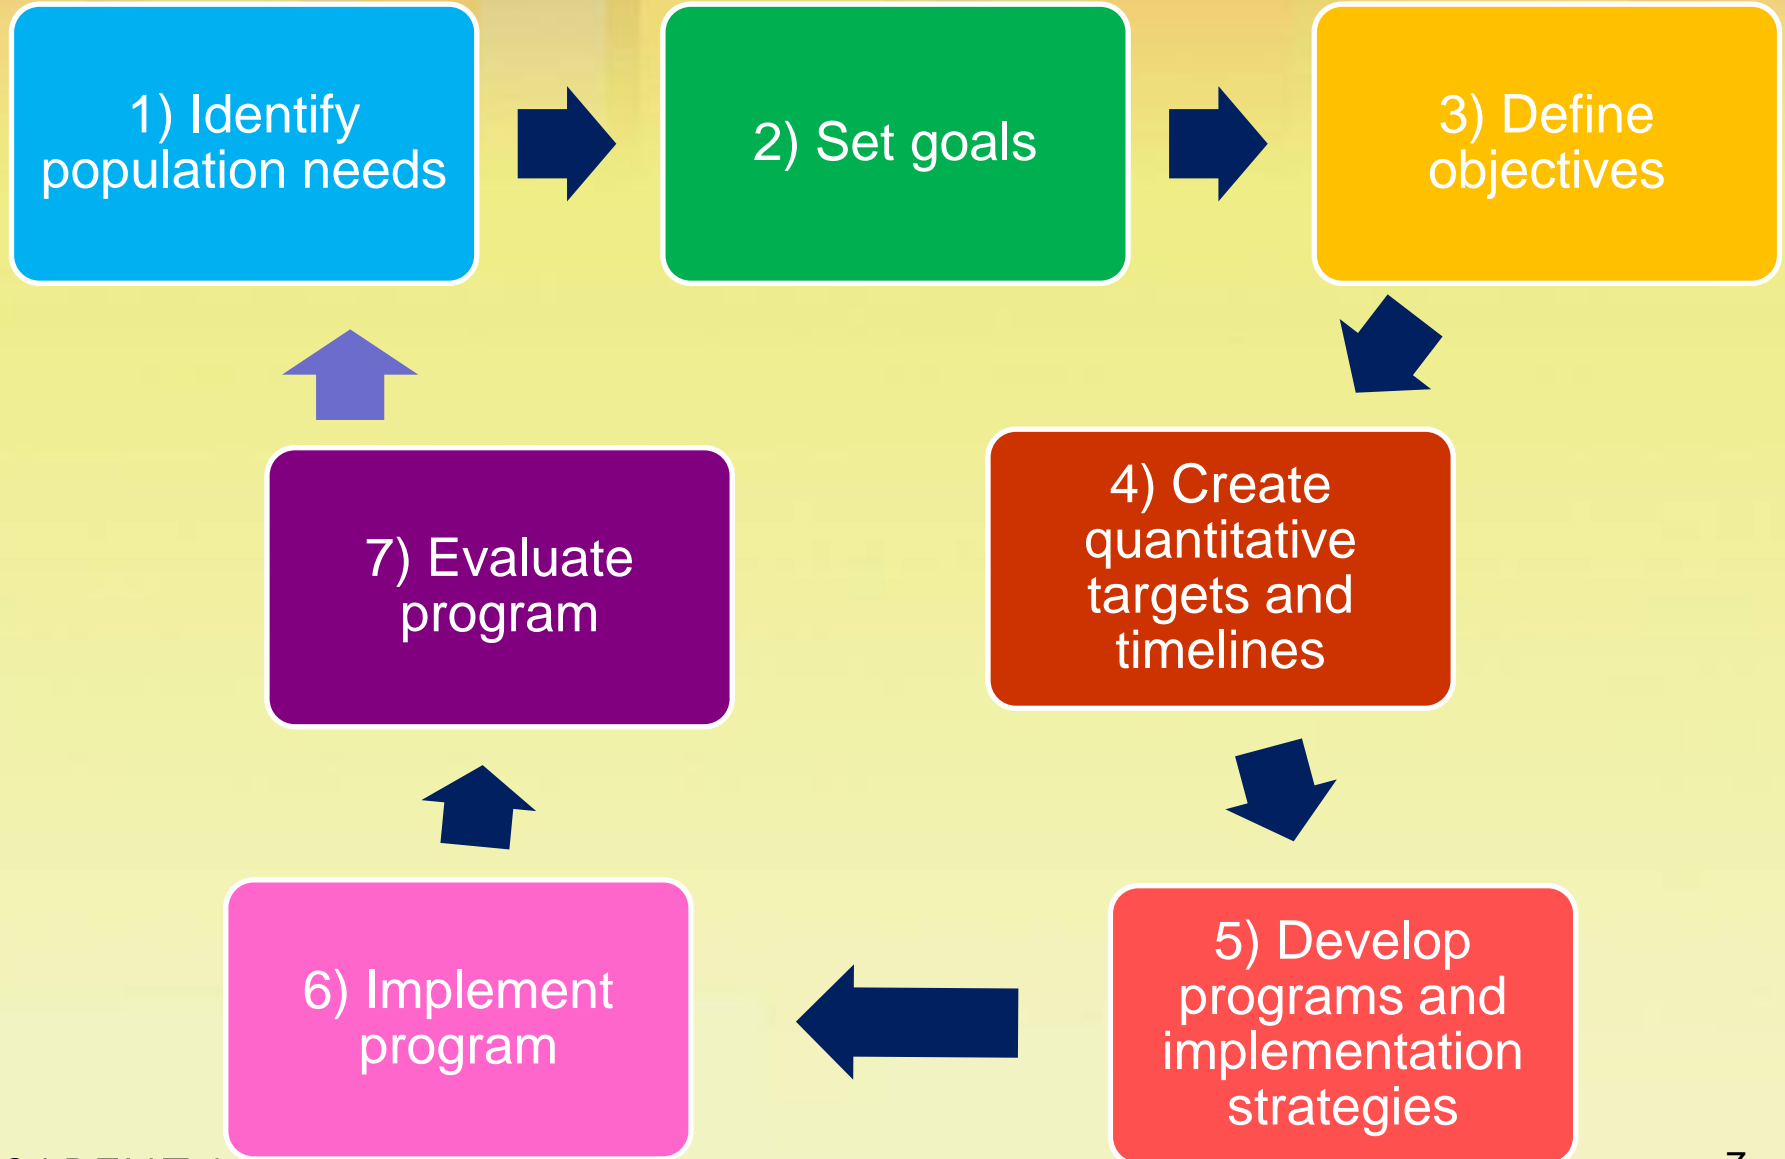 1) Identify
population needs
2) Set goals
3) Define
objectives
4) Create
quantitative
targets and
timelines
5) Develop
programs and
implementation
strategies
6) Implement
program
7) Evaluate
program